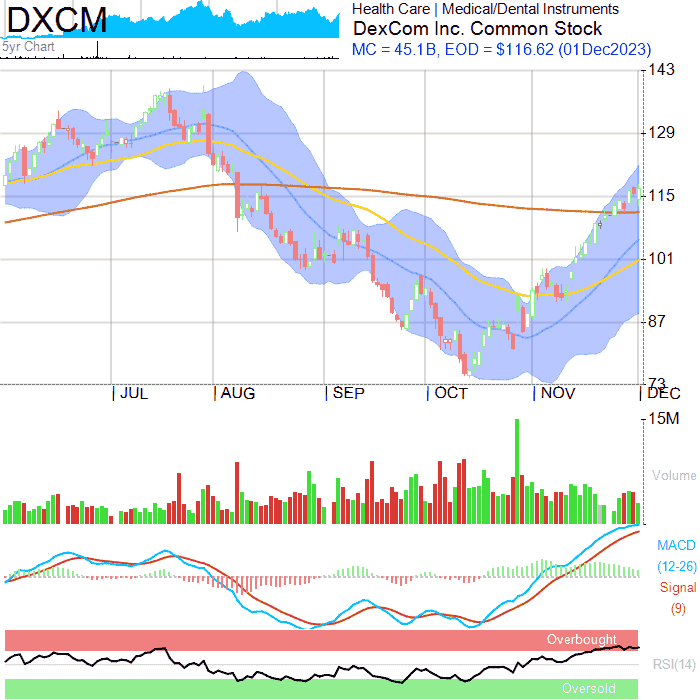 DXCM
5yr Chart
Health Care | Medical/Dental Instruments
DexCom Inc. Common Stock
MC = 45.1B, EOD = $116.62 (01Dec2023)
143
129
115
101
87
73
JUL AUG SEP OCT NOV DEC
15M
Volume
MACD
(12-26)
Signal
(9)
Overbought
RSI(14)
Oversold